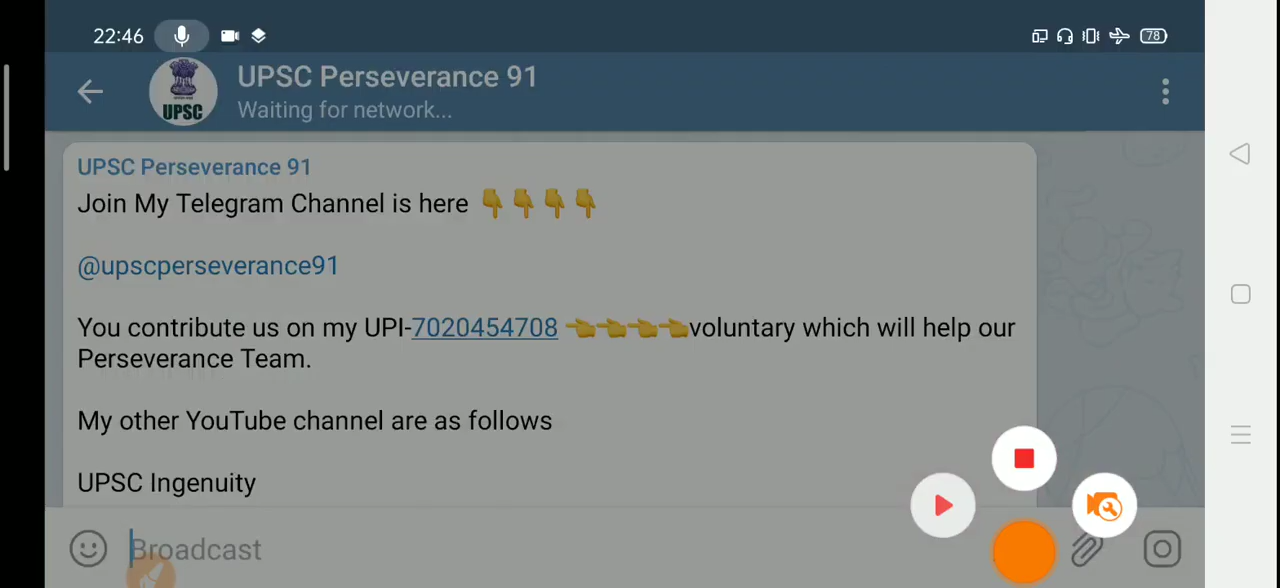 22:46
78
UPSC Perseverance 91
UPSC
Waiting for network...
UPSC Perseverance 91
Join My Telegram Channel is here 👇👇👇👇
@upscperseverance91
You contribute us on my UPI-7020454708 👈👈👈👈voluntary which will help our
Perseverance Team.
My other YouTube channel are as follows
UPSC Ingenuity
Broadcast